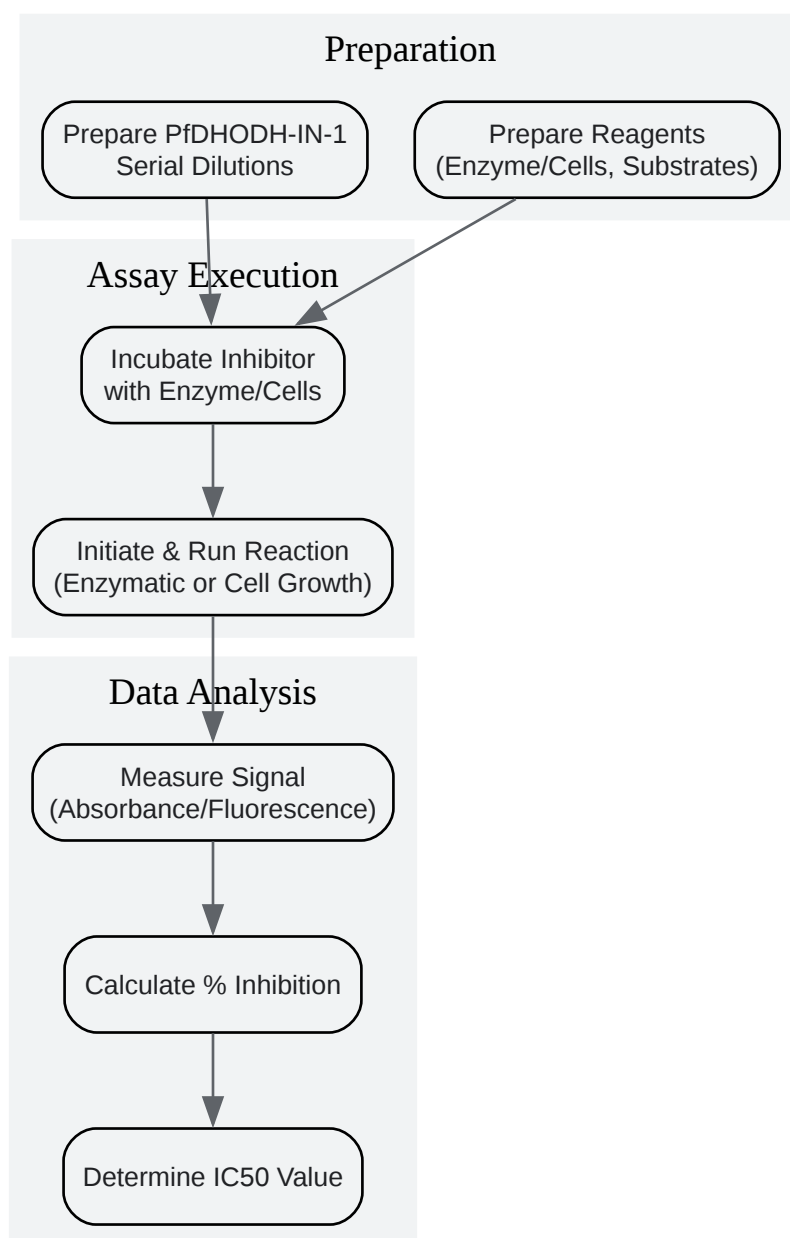 Preparation
Prepare PfDHODH-IN-1
Serial Dilutions
Prepare Reagents
(Enzyme/Cells, Substrates)
Assay Execution
Incubate Inhibitor
with Enzyme/Cells
Initiate & Run Reaction
(Enzymatic or Cell Growth)
Data Analysis
Measure Signal
(Absorbance/Fluorescence)
Calculate % Inhibition
Determine IC50 Value